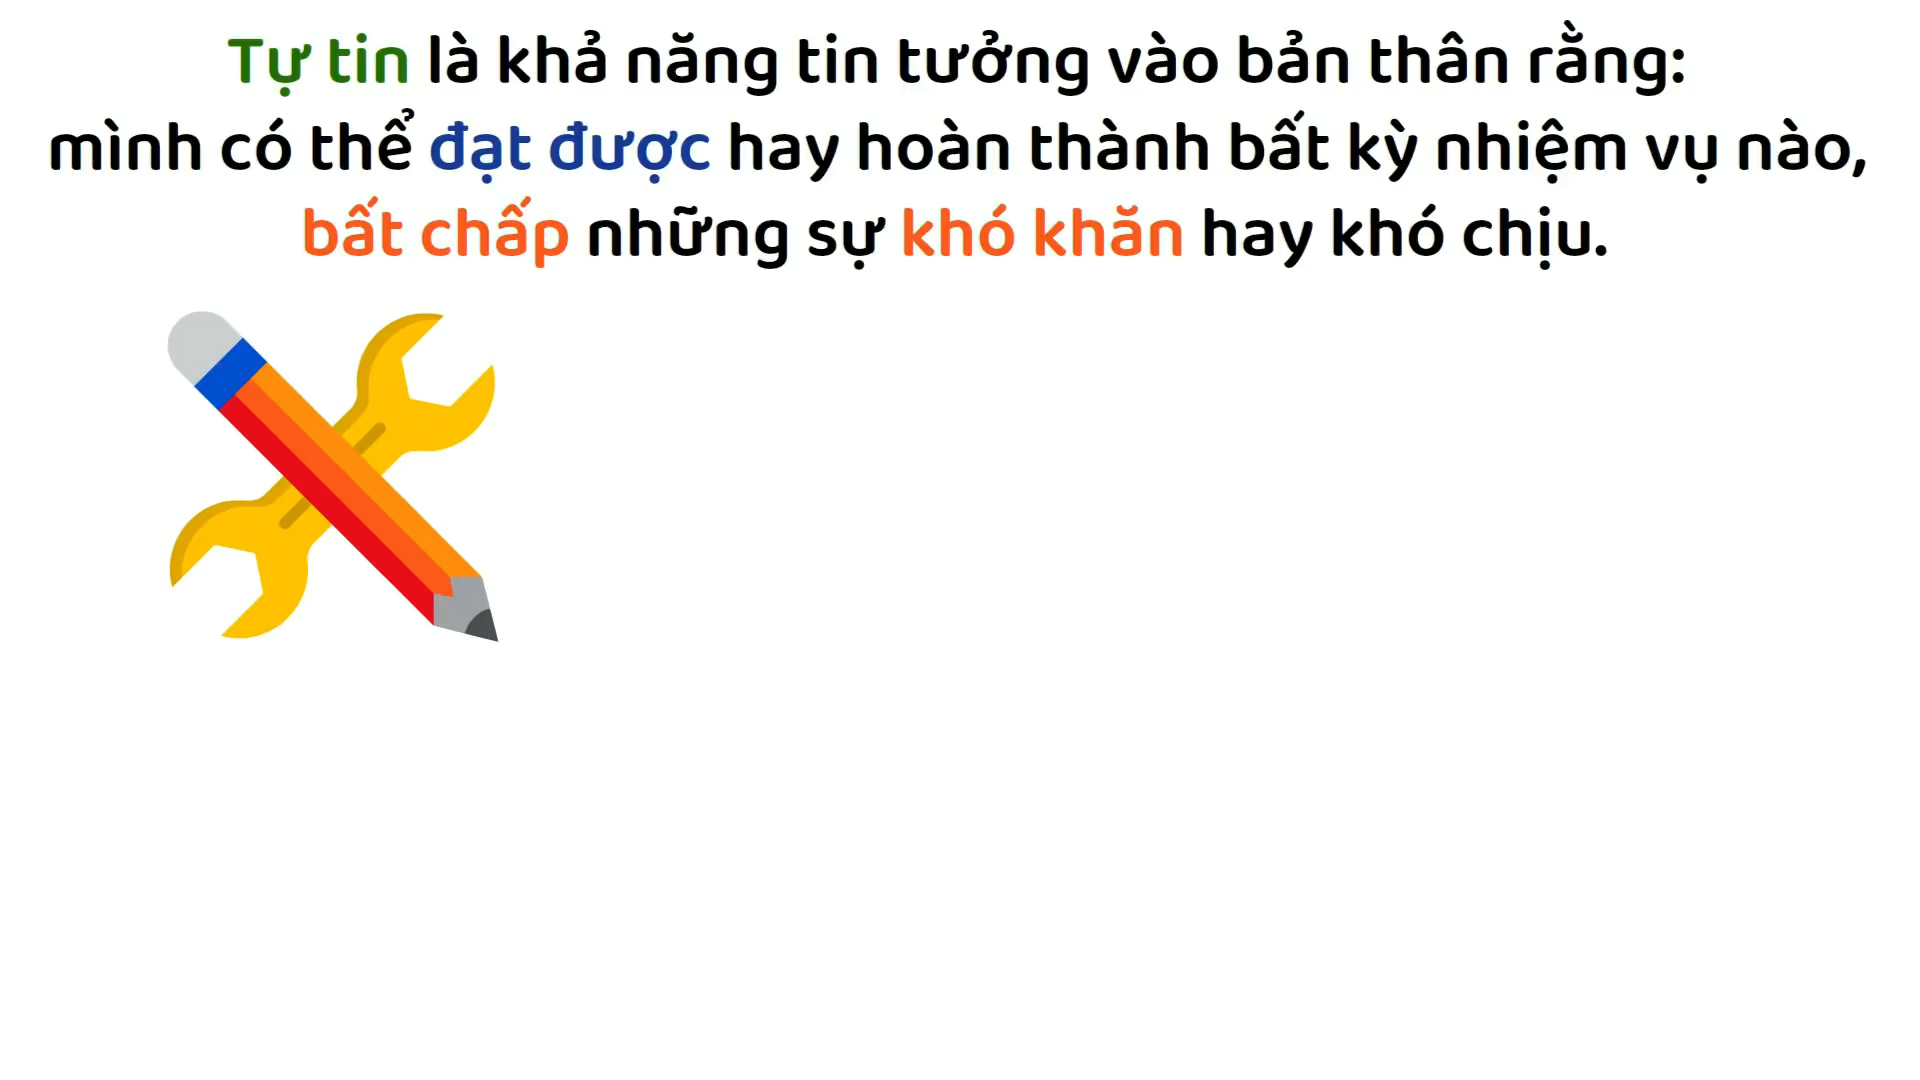 Tự tin là khả năng tin tưởng vào bản thân rằng:
mình có thể đạt được hay hoàn thành bất kỳ nhiệm vụ nào,
bất chấp những sự khó khăn hay khó chịu.